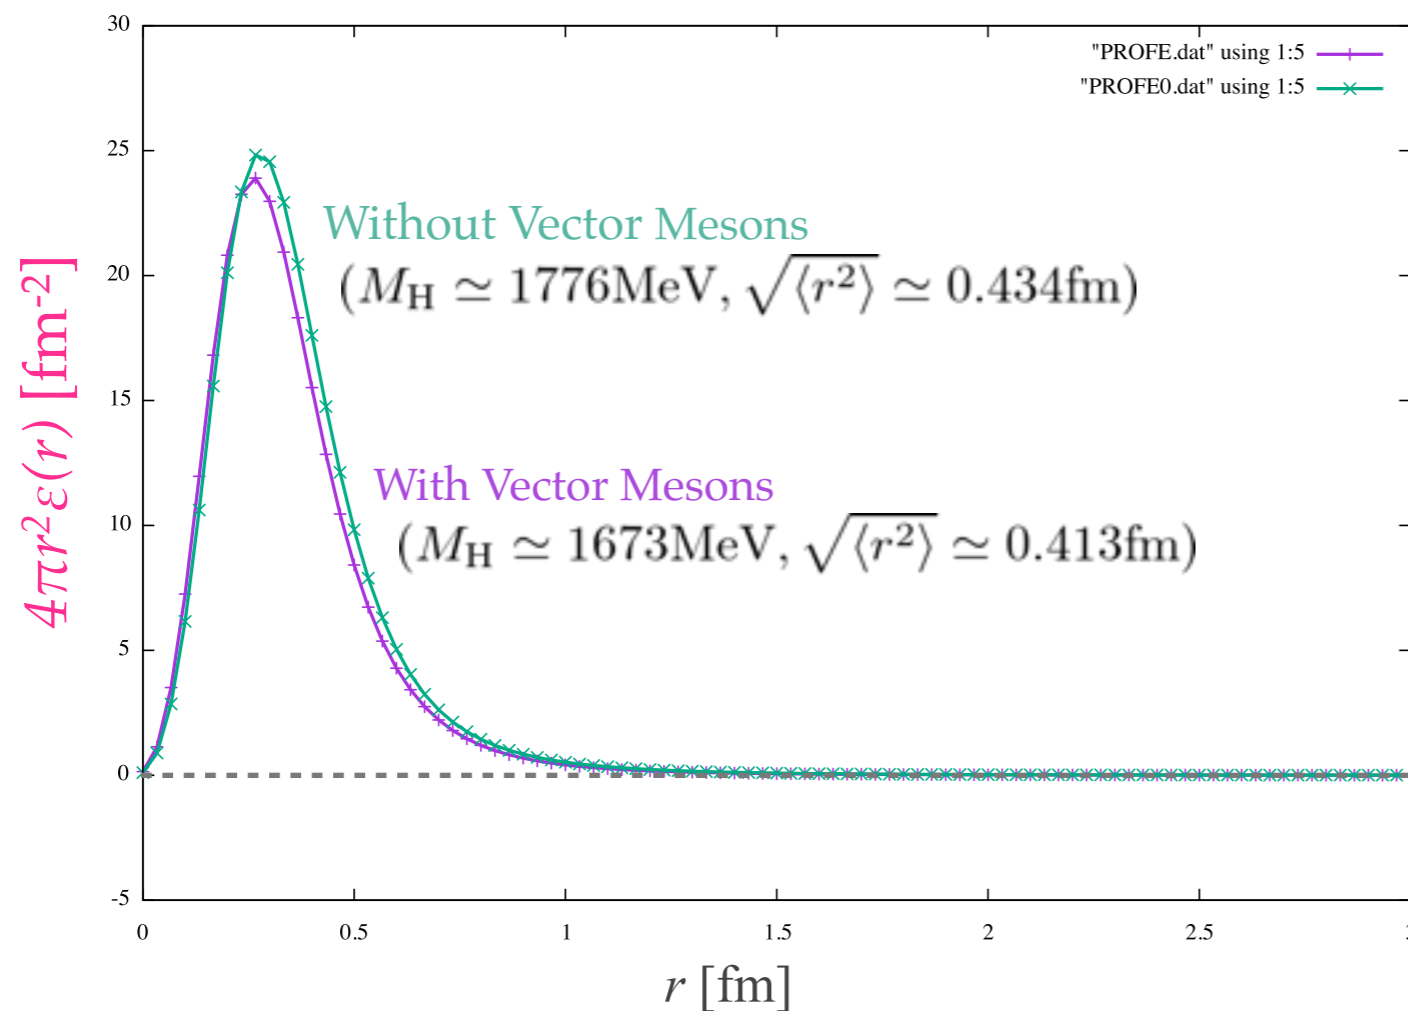 30
25
20
15
10
5
0
-5
0 0.5 1 1.5 2 2.5
4πr²ε(r) [fm⁻²]
r [fm]
"PROFE.dat" using 1:5
"PROFE0.dat" using 1:5
Without Vector Mesons
(M_H ≃ 1776MeV, √⟨r²⟩ ≃ 0.434fm)
With Vector Mesons
(M_H ≃ 1673MeV, √⟨r²⟩ ≃ 0.413fm)